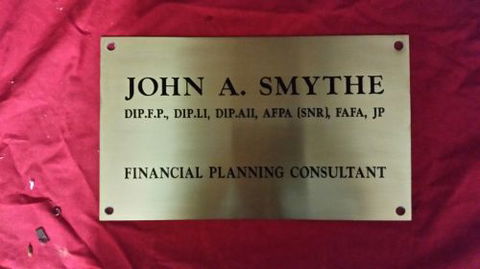 JOHN A. SMYTHE
DIP.F.P., DIP.LI, DIP.AII, AFPA (SNR), FAFA, JP
FINANCIAL PLANNING CONSULTANT